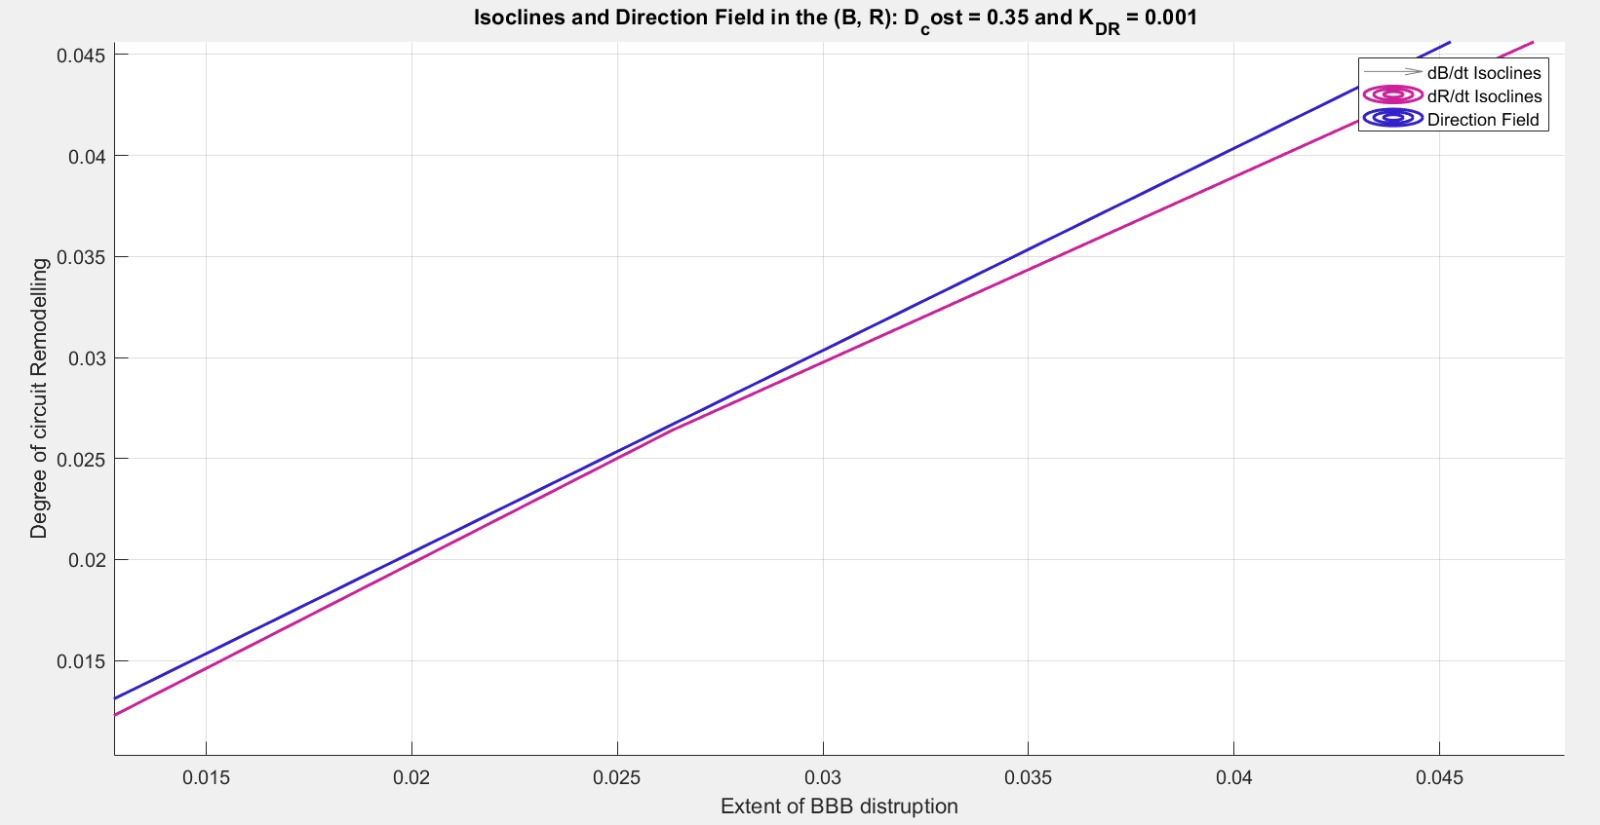 Isoclines and Direction Field in the (B, R): D_cost = 0.35 and K_DR = 0.001
0.045
0.04
0.035
0.03
0.025
0.02
0.015
Degree of circuit Remodelling
dB/dt Isoclines
dR/dt Isoclines
Direction Field
0.015
0.02
0.025
0.03
0.035
0.04
0.045
Extent of BBB distruption